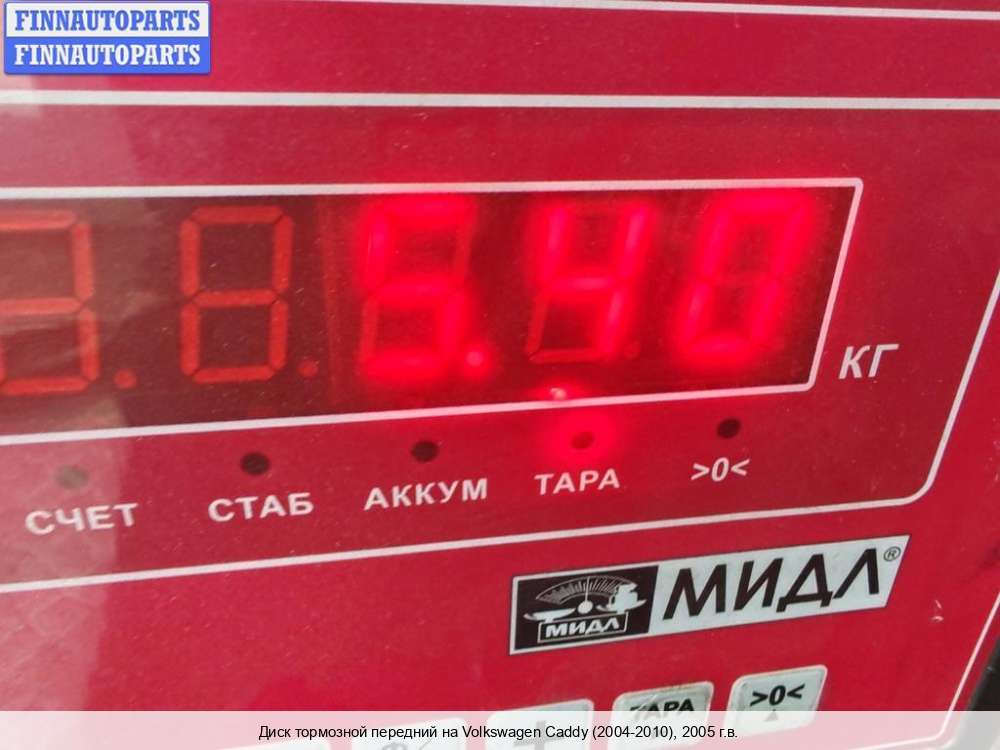 FINNAUTOPARTS
FINNAUTOPARTS
5.40
КГ
СЧЕТ СТАБ АККУМ ТАРА >0<
МИДЛ МИДЛ®
ТАРА >0<
Диск тормозной передний на Volkswagen Caddy (2004-2010), 2005 г.в.